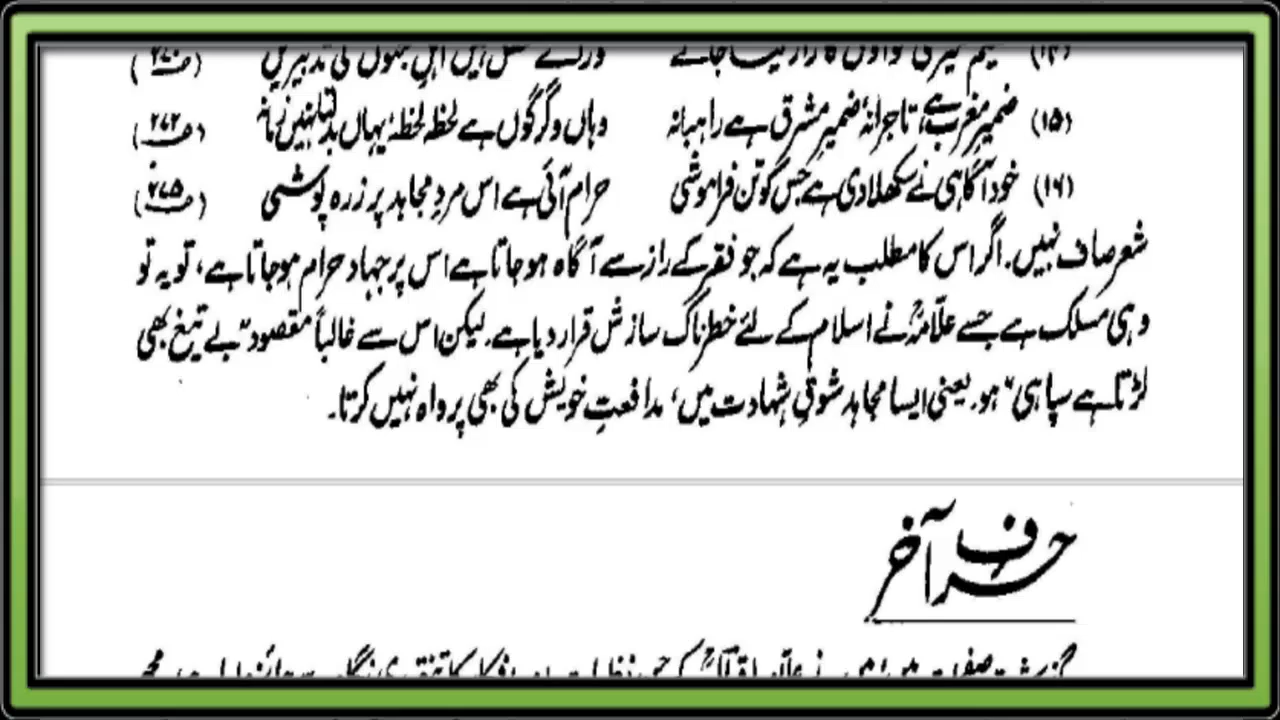 (۱۵) ضمیرِ مغرب ہے تاجرانہ ضمیرِ مشرق ہے راہبانہ وہاں دگرگوں ہے لحظہ لحظہ، یہاں بدلتا نہیں زمانہ (ص ۲۷۲)
(۱۶) خود آگاہی نے سکھلا دی ہے جس کو تن فراموشی حرام آئی ہے اس مردِ مجاہد پر زرہ پوشی (ص ۲۷۵)
شعر صاف نہیں۔ اگر اس کا مطلب یہ ہے کہ جو فقر کے راز سے آگاہ ہو جاتا ہے اس پر جہاد حرام ہو جاتا ہے، تو یہ تو
وہی مسلک ہے جسے علّامہؒ نے اسلام کے لئے خطرناک سازش قرار دیا ہے۔ لیکن اس سے غالباً مقصود "بے تیغ بھی
لڑتا ہے سپاہی" ہو۔ یعنی ایسا مجاہد شوقِ شہادت میں، مدافعتِ خویش کی بھی پرواہ نہیں کرتا۔
حرفِ آخر